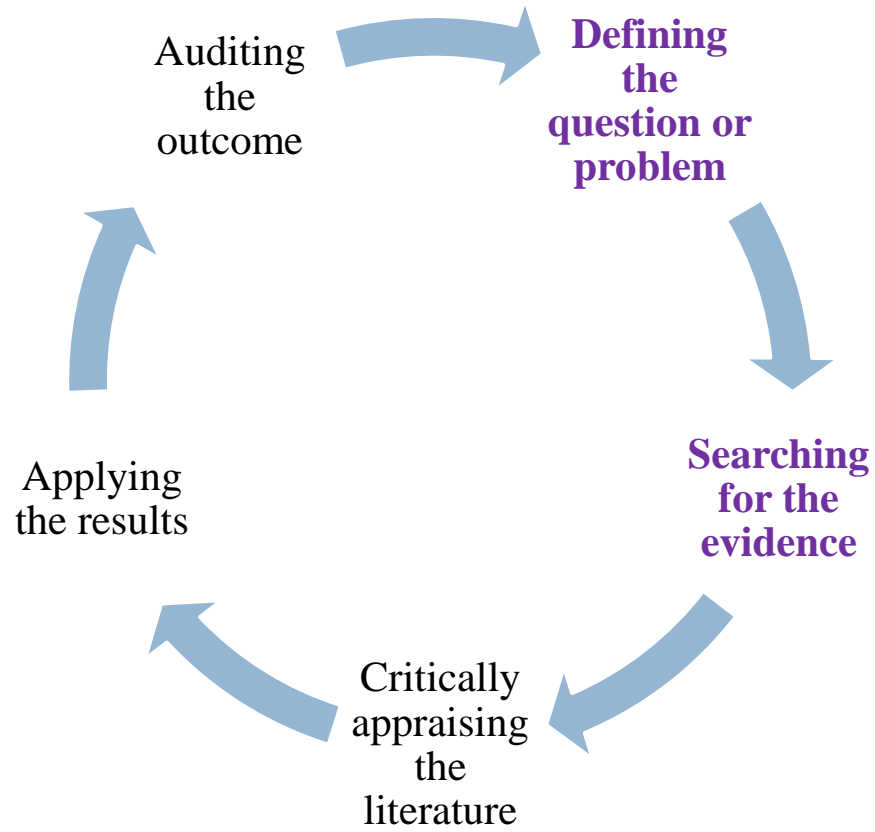 Defining
the
question or
problem
Searching
for the
evidence
Critically
appraising
the
literature
Applying
the results
Auditing
the
outcome